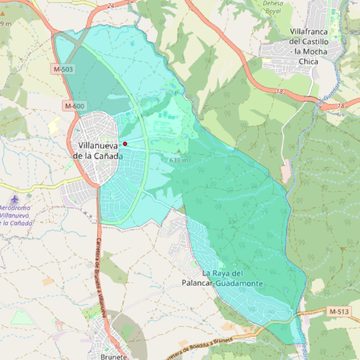 Dehesa
Boyal
Villafranca
del Castillo
la Mocha
Chica
M-503
M-600
Villanueva
de la Cañada
638 m
Aeródromo
Villanueva
de la Cañada
La Raya del
Palancar-Guadamonte
M-513
Brunete